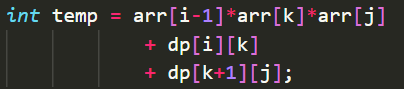 int temp = arr[i-1]*arr[k]*arr[j]
+ dp[i][k]
+ dp[k+1][j];